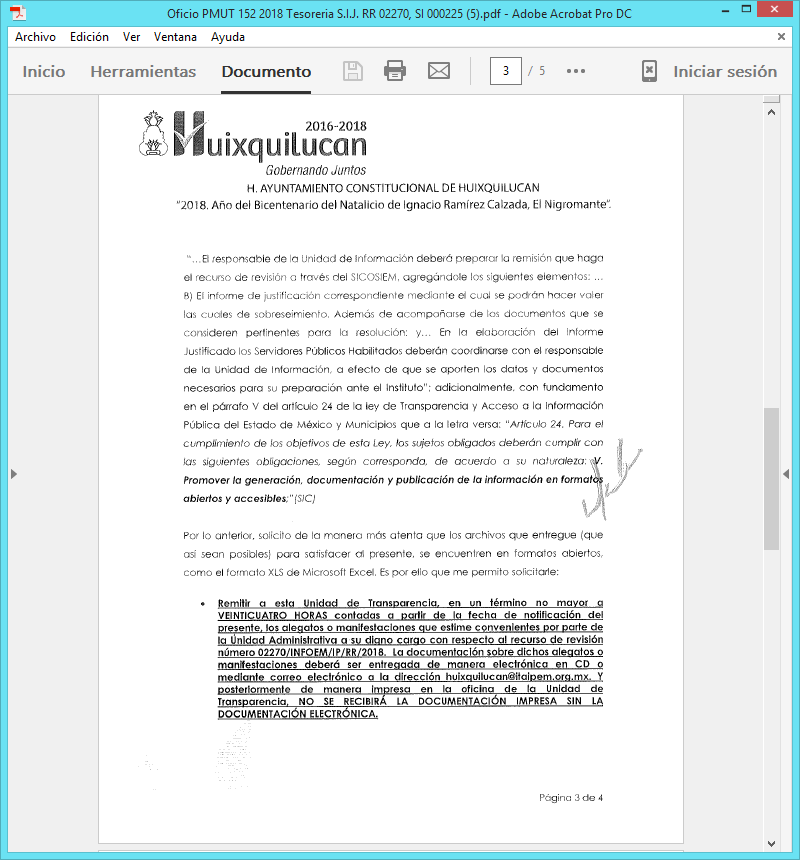 Oficio PMUT 152 2018 Tesoreria S.I.J. RR 02270, SI 000225 (5).pdf - Adobe Acrobat Pro DC
Archivo Edición Ver Ventana Ayuda
Inicio Herramientas Documento 3 / 5 Iniciar sesión
2016-2018
Huixquilucan
Gobernando Juntos
H. AYUNTAMIENTO CONSTITUCIONAL DE HUIXQUILUCAN
"2018. Año del Bicentenario del Natalicio de Ignacio Ramírez Calzada, El Nigromante".
"...El responsable de la Unidad de Información deberá preparar la remisión que haga
el recurso de revisión a través del SICOSIEM, agregándole los siguientes elementos: ...
B) El informe de justificación correspondiente mediante el cual se podrán hacer valer
las cuales de sobreseimiento. Además de acompañarse de los documentos que se
consideren pertinentes para la resolución: y... En la elaboración del Informe
Justificado los Servidores Públicos Habilitados deberán coordinarse con el responsable
de la Unidad de Información, a efecto de que se aporten los datos y documentos
necesarios para su preparación ante el Instituto"; adicionalmente, con fundamento
en el párrafo V del artículo 24 de la ley de Transparencia y Acceso a la Información
Pública del Estado de México y Municipios que a la letra versa: "Artículo 24. Para el
cumplimiento de los objetivos de esta Ley, los sujetos obligados deberán cumplir con
las siguientes obligaciones, según corresponda, de acuerdo a su naturaleza: V.
Promover la generación, documentación y publicación de la información en formatos
abiertos y accesibles;"(SIC)
Por lo anterior, solicito de la manera más atenta que los archivos que entregue (que
así sean posibles) para satisfacer al presente, se encuentren en formatos abiertos,
como el formato XLS de Microsoft Excel. Es por ello que me permito solicitarle:
• Remitir a esta Unidad de Transparencia, en un término no mayor a
VEINTICUATRO HORAS contadas a partir de la fecha de notificación del
presente, los alegatos o manifestaciones que estime convenientes por parte de
la Unidad Administrativa a su digno cargo con respecto al recurso de revisión
número 02270/INFOEM/IP/RR/2018. La documentación sobre dichos alegatos o
manifestaciones deberá ser entregada de manera electrónica en CD o
mediante correo electrónico a la dirección huixquilucan@itaipem.org.mx. Y
posteriormente de manera impresa en la oficina de la Unidad de
Transparencia, NO SE RECIBIRÁ LA DOCUMENTACIÓN IMPRESA SIN LA
DOCUMENTACIÓN ELECTRÓNICA.
Página 3 de 4